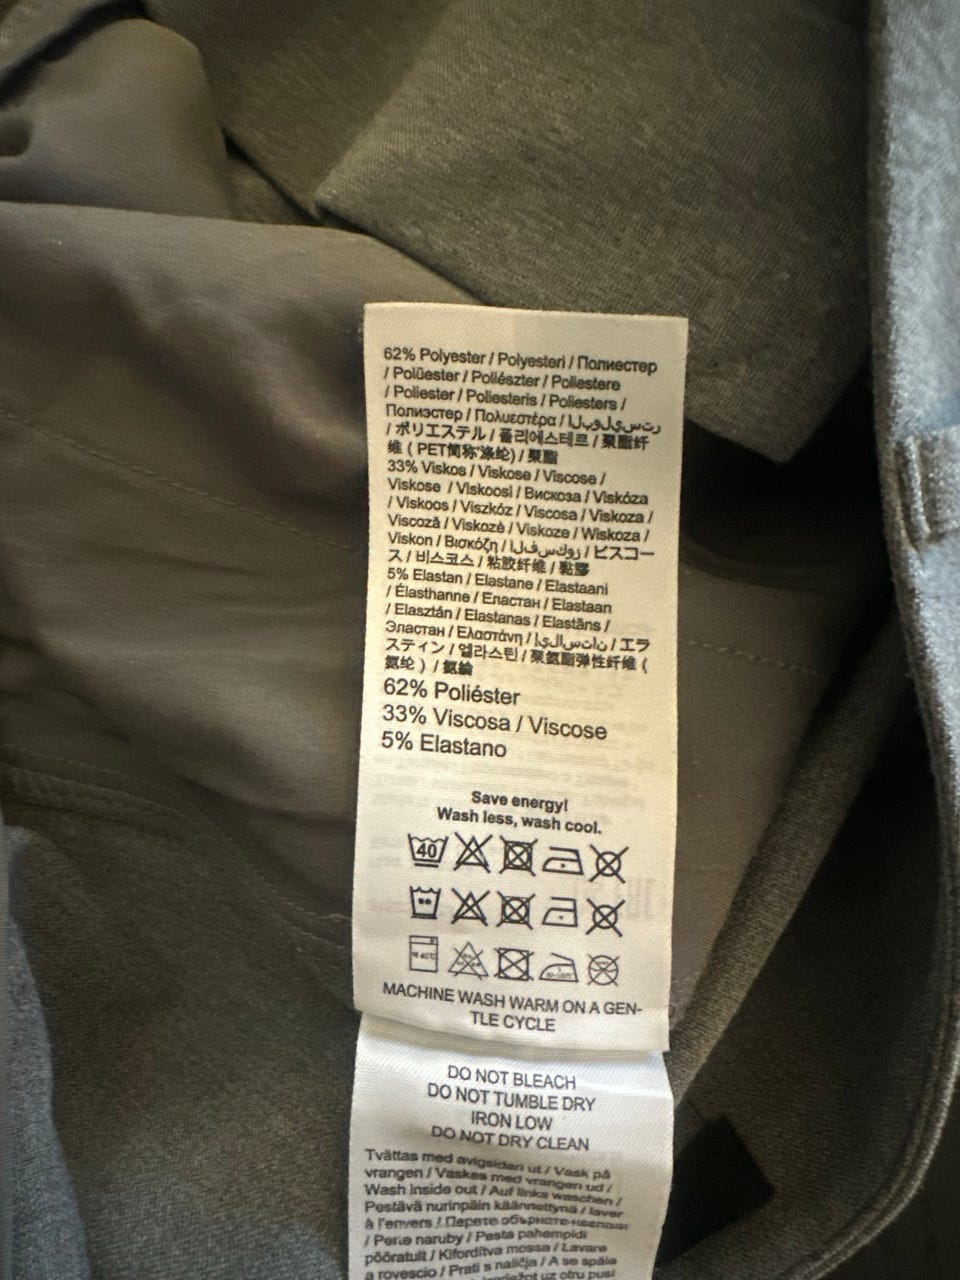 62% Polyester / Polyesteri / Полиестер
/ Polüester / Poliészter / Poliestere
/ Poliester / Poliesteris / Poliesters /
Полиэстер / Πολυεστέρα / البوليستر
/ ポリエステル / 폴리에스테르 / 聚酯纤
维 ( PET简称'涤纶) / 聚酯
33% Viskos / Viskose / Viscose /
Viskose / Viskoosi / Вискоза / Viskóza
/ Viskoos / Viszkóz / Viscosa / Viskoza /
Viscoză / Viskozė / Viskoze / Wiskoza /
Viskon / Βισκόζη / الفسكوز / ビスコー
ス / 비스코스 / 粘胶纤维 / 黏膠
5% Elastan / Elastane / Elastaani
/ Élasthanne / Еластан / Elastaan
/ Elasztán / Elastanas / Elastāns /
Эластан / Ελαστάνη / إيلاستان / エラ
スティン / 엘라스틴 / 聚氨酯弹性纤维 (
氨纶 ) / 氨綸
62% Poliéster
33% Viscosa / Viscose
5% Elastano
Save energy!
Wash less, wash cool.
40
MACHINE WASH WARM ON A GEN-
TLE CYCLE
DO NOT BLEACH
DO NOT TUMBLE DRY
IRON LOW
DO NOT DRY CLEAN
Tvättas med avigsidan ut / Vask på
vrangen / Vaskes med vrangen ud /
Wash inside out / Auf links waschen /
Pestävä nurinpäin käännettynä / laver
à l'envers / Перете
/ Perte naruby / Pesta pahempidi
pööratult / Kifordítva mossa / Lavare
a rovescio / Prati s naličja / A se spăla
uz otru pusi